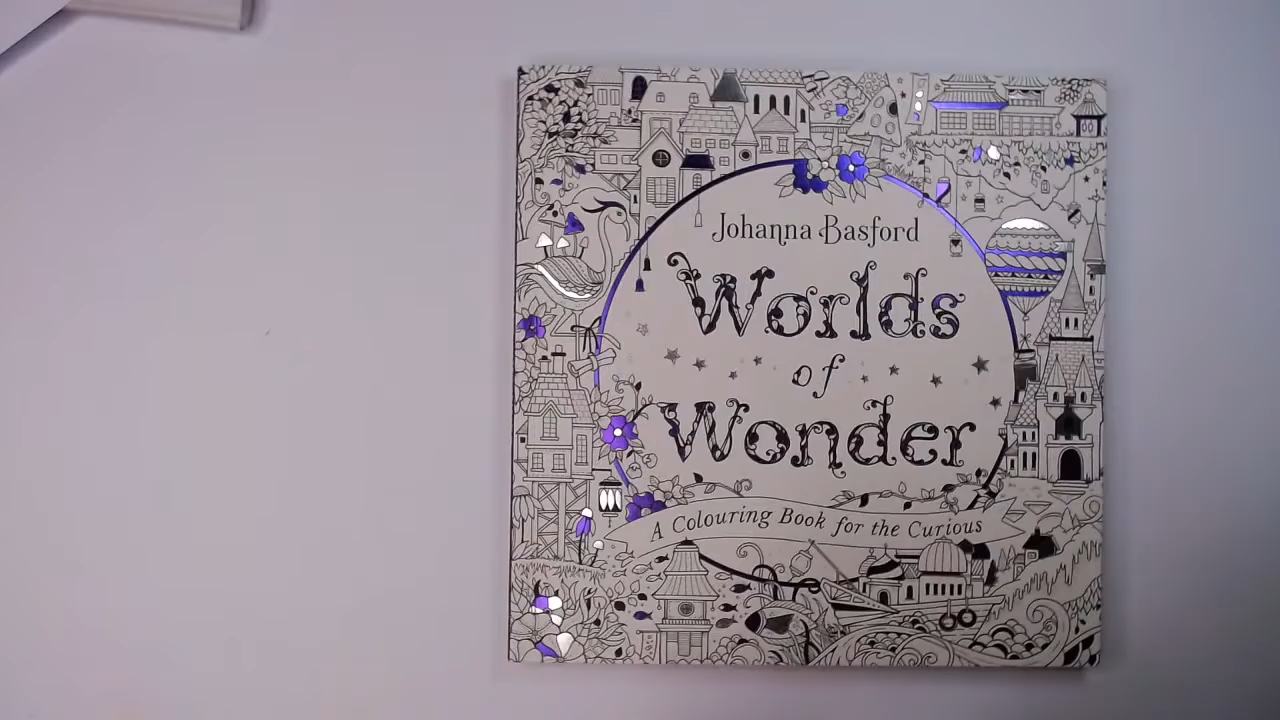 Johanna Basford
Worlds
of
Wonder
A Colouring Book for the Curious